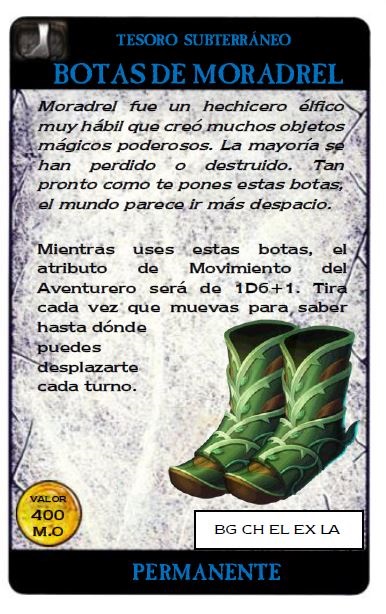 TESORO SUBTERRÁNEO
BOTAS DE MORADREL
Moradrel fue un hechicero élfico
muy hábil que creó muchos objetos
mágicos poderosos. La mayoría se
han perdido o destruido. Tan
pronto como te pones estas botas,
el mundo parece ir más despacio.
Mientras uses estas botas, el
atributo de Movimiento del
Aventurero será de 1D6+1. Tira
cada vez que muevas para saber
hasta dónde
puedes
desplazarte
cada turno.
VALOR
400
M.O
BG CH EL EX LA
PERMANENTE